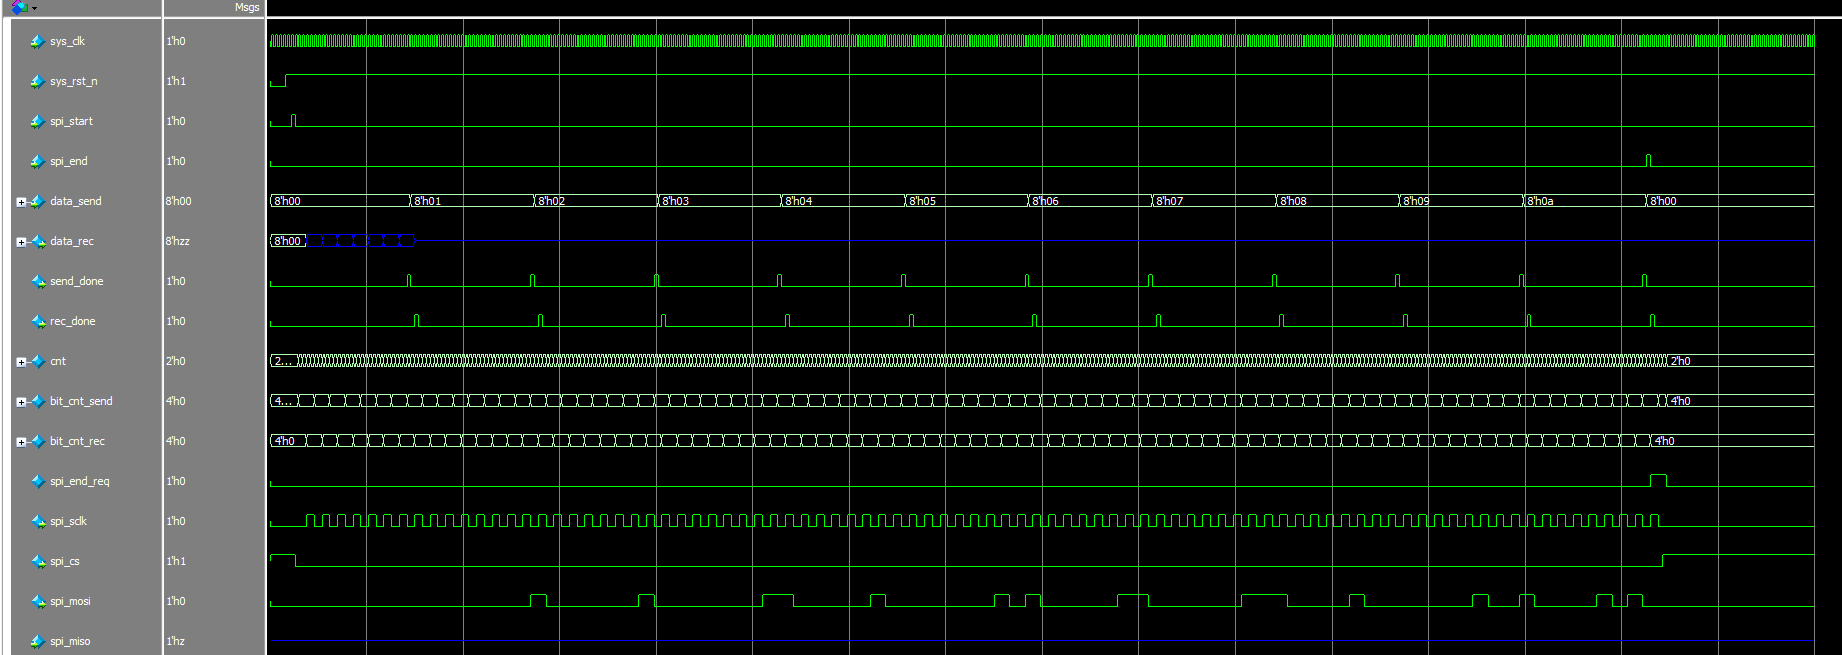 Msgs
sys_clk 1'h0
sys_rst_n 1'h1
spi_start 1'h0
spi_end 1'h0
data_send 8'h00 8'h00 8'h01 8'h02 8'h03 8'h04 8'h05 8'h06 8'h07 8'h08 8'h09 8'h0a 8'h00
data_rec 8'hzz 8'h00
send_done 1'h0
rec_done 1'h0
cnt 2'h0 2... 2'h0
bit_cnt_send 4'h0 4... 4'h0
bit_cnt_rec 4'h0 4'h0 4'h0
spi_end_req 1'h0
spi_sclk 1'h0
spi_cs 1'h1
spi_mosi 1'h0
spi_miso 1'hz